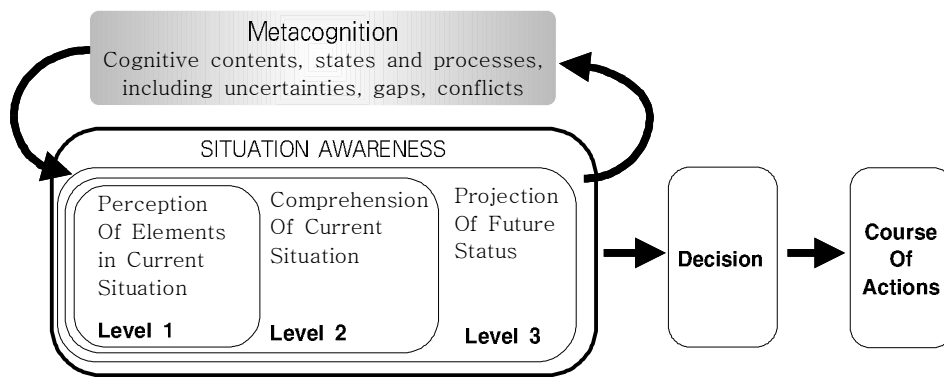 Metacognition
Cognitive contents, states and processes,
including uncertainties, gaps, conflicts
SITUATION AWARENESS
Perception
Of Elements
in Current
Situation
Level 1
Comprehension
Of Current
Situation
Level 2
Projection
Of Future
Status
Level 3
Decision
Course
Of
Actions